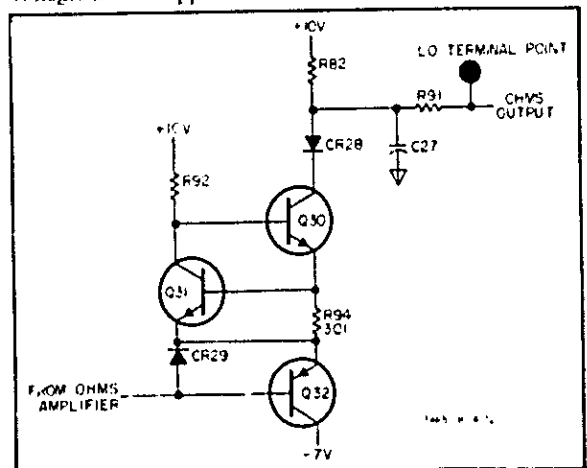 +10V
R82
LO TERMINAL POINT
R91
OHMS
OUTPUT
+10V
CR28
C27
R92
Q30
Q31
R94
301
CR29
FROM OHMS
AMPLIFIER
Q32
-7V